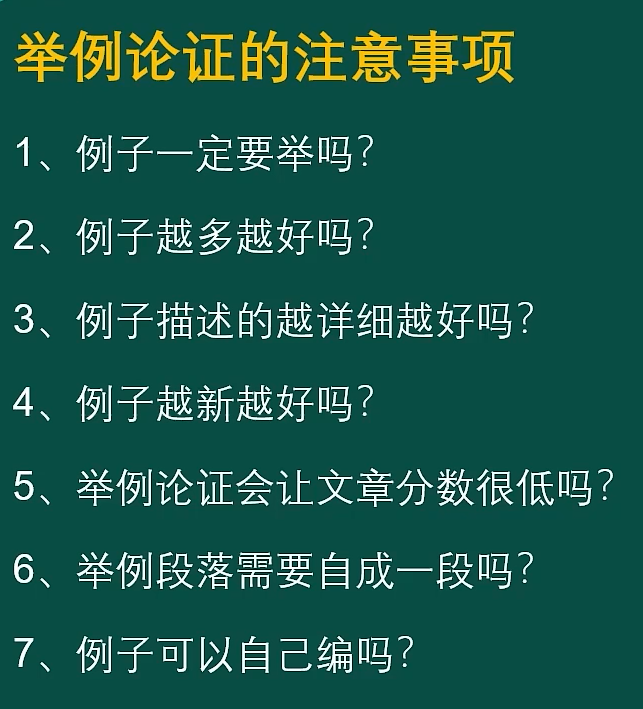 举例论证的注意事项
1、例子一定要举吗？
2、例子越多越好吗？
3、例子描述的越详细越好吗？
4、例子越新越好吗？
5、举例论证会让文章分数很低吗？
6、举例段落需要自成一段吗？
7、例子可以自己编吗？